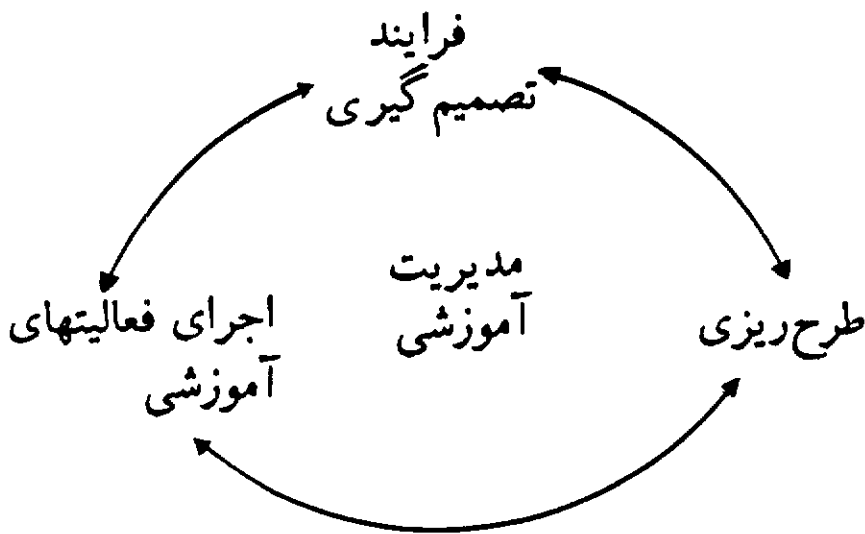 فرایند
تصمیم گیری
مدیریت
آموزشی
طرح‌ریزی
اجرای فعالیتهای
آموزشی